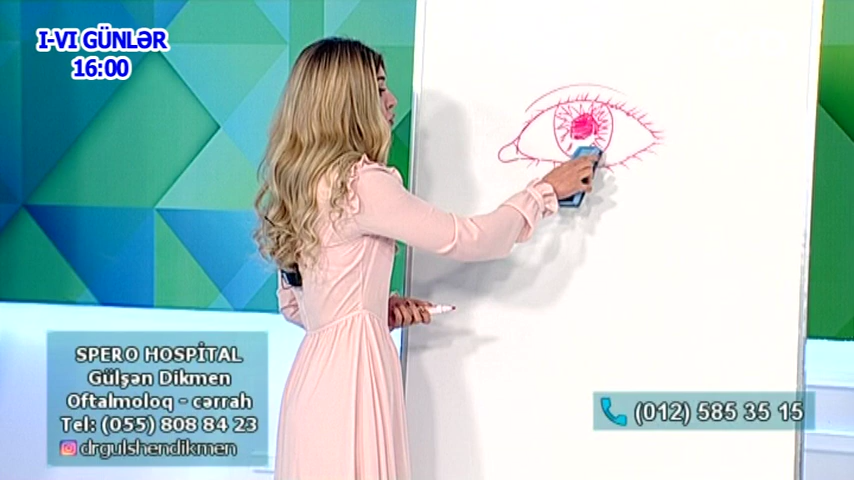 I-VI GÜNLƏR
16:00
SPERO HOSPİTAL
Gülşən Dikmen
Oftalmoloq - cərrah
Tel: (055) 808 84 23
drgulshendikmen
(012) 585 35 15